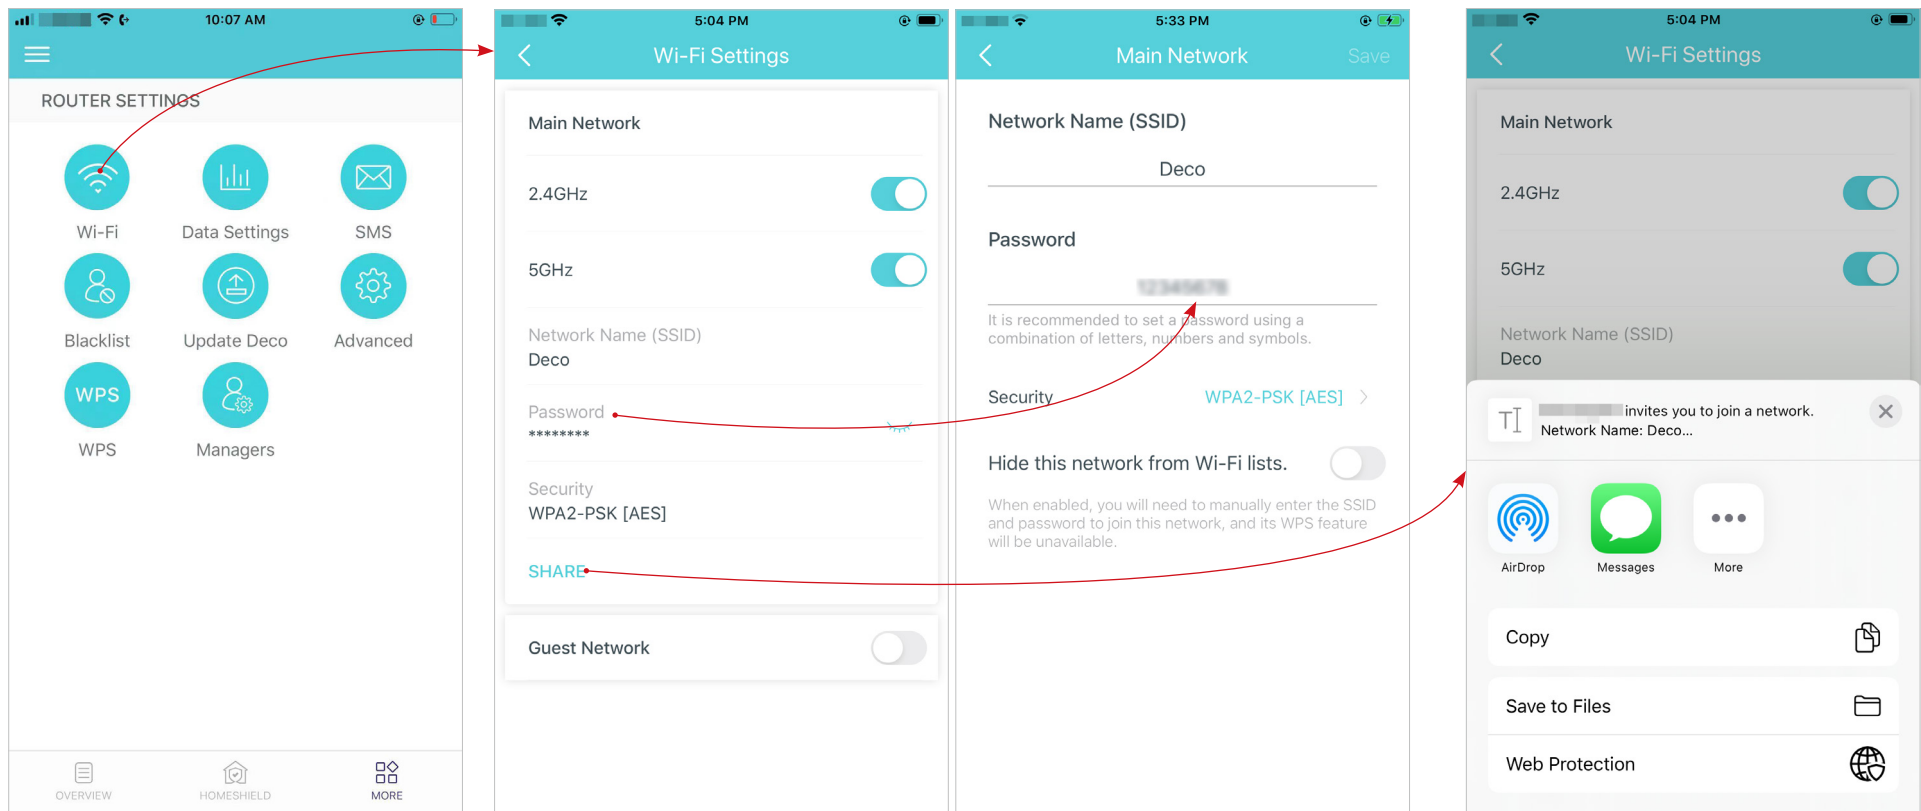 10:07 AM
ROUTER SETTINGS
Wi-Fi
Data Settings
SMS
Blacklist
Update Deco
Advanced
WPS
WPS
Managers
OVERVIEW
HOMESHIELD
MORE
5:04 PM
Wi-Fi Settings
Main Network
2.4GHz
5GHz
Network Name (SSID)
Deco
Password
********
Security
WPA2-PSK [AES]
SHARE
Guest Network
5:33 PM
Main Network
Save
Network Name (SSID)
Deco
Password
12345678
It is recommended to set a password using a
combination of letters, numbers and symbols.
Security
WPA2-PSK [AES]
Hide this network from Wi-Fi lists.
When enabled, you will need to manually enter the SSID
and password to join this network, and its WPS feature
will be unavailable.
5:04 PM
Wi-Fi Settings
Main Network
2.4GHz
5GHz
Network Name (SSID)
Deco
invites you to join a network.
Network Name: Deco...
AirDrop
Messages
More
Copy
Save to Files
Web Protection